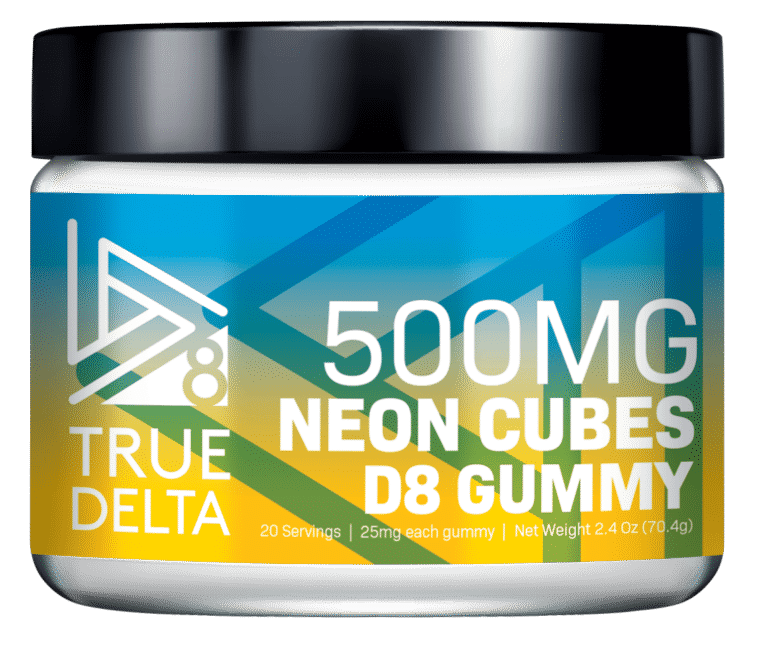 8
TRUE
DELTA
500MG
NEON CUBES
D8 GUMMY
20 Servings | 25mg each gummy | Net Weight 2.4 Oz (70.4g)